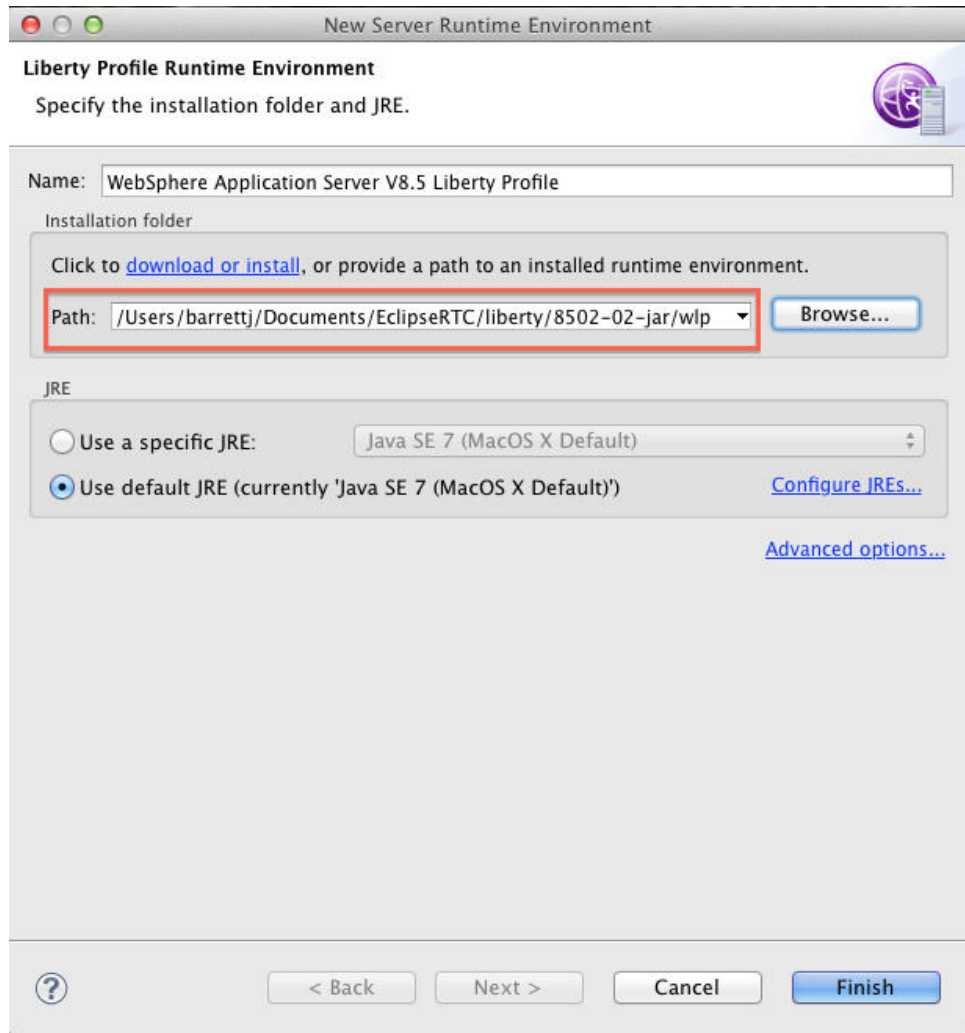 New Server Runtime Environment
Liberty Profile Runtime Environment
Specify the installation folder and JRE.
Name: WebSphere Application Server V8.5 Liberty Profile
Installation folder
Click to download or install, or provide a path to an installed runtime environment.
Path: /Users/barrettj/Documents/EclipseRTC/liberty/8502-02-jar/wlp Browse...
JRE
Use a specific JRE: Java SE 7 (MacOS X Default)
Use default JRE (currently 'Java SE 7 (MacOS X Default)') Configure JREs...
Advanced options...
? < Back Next > Cancel Finish